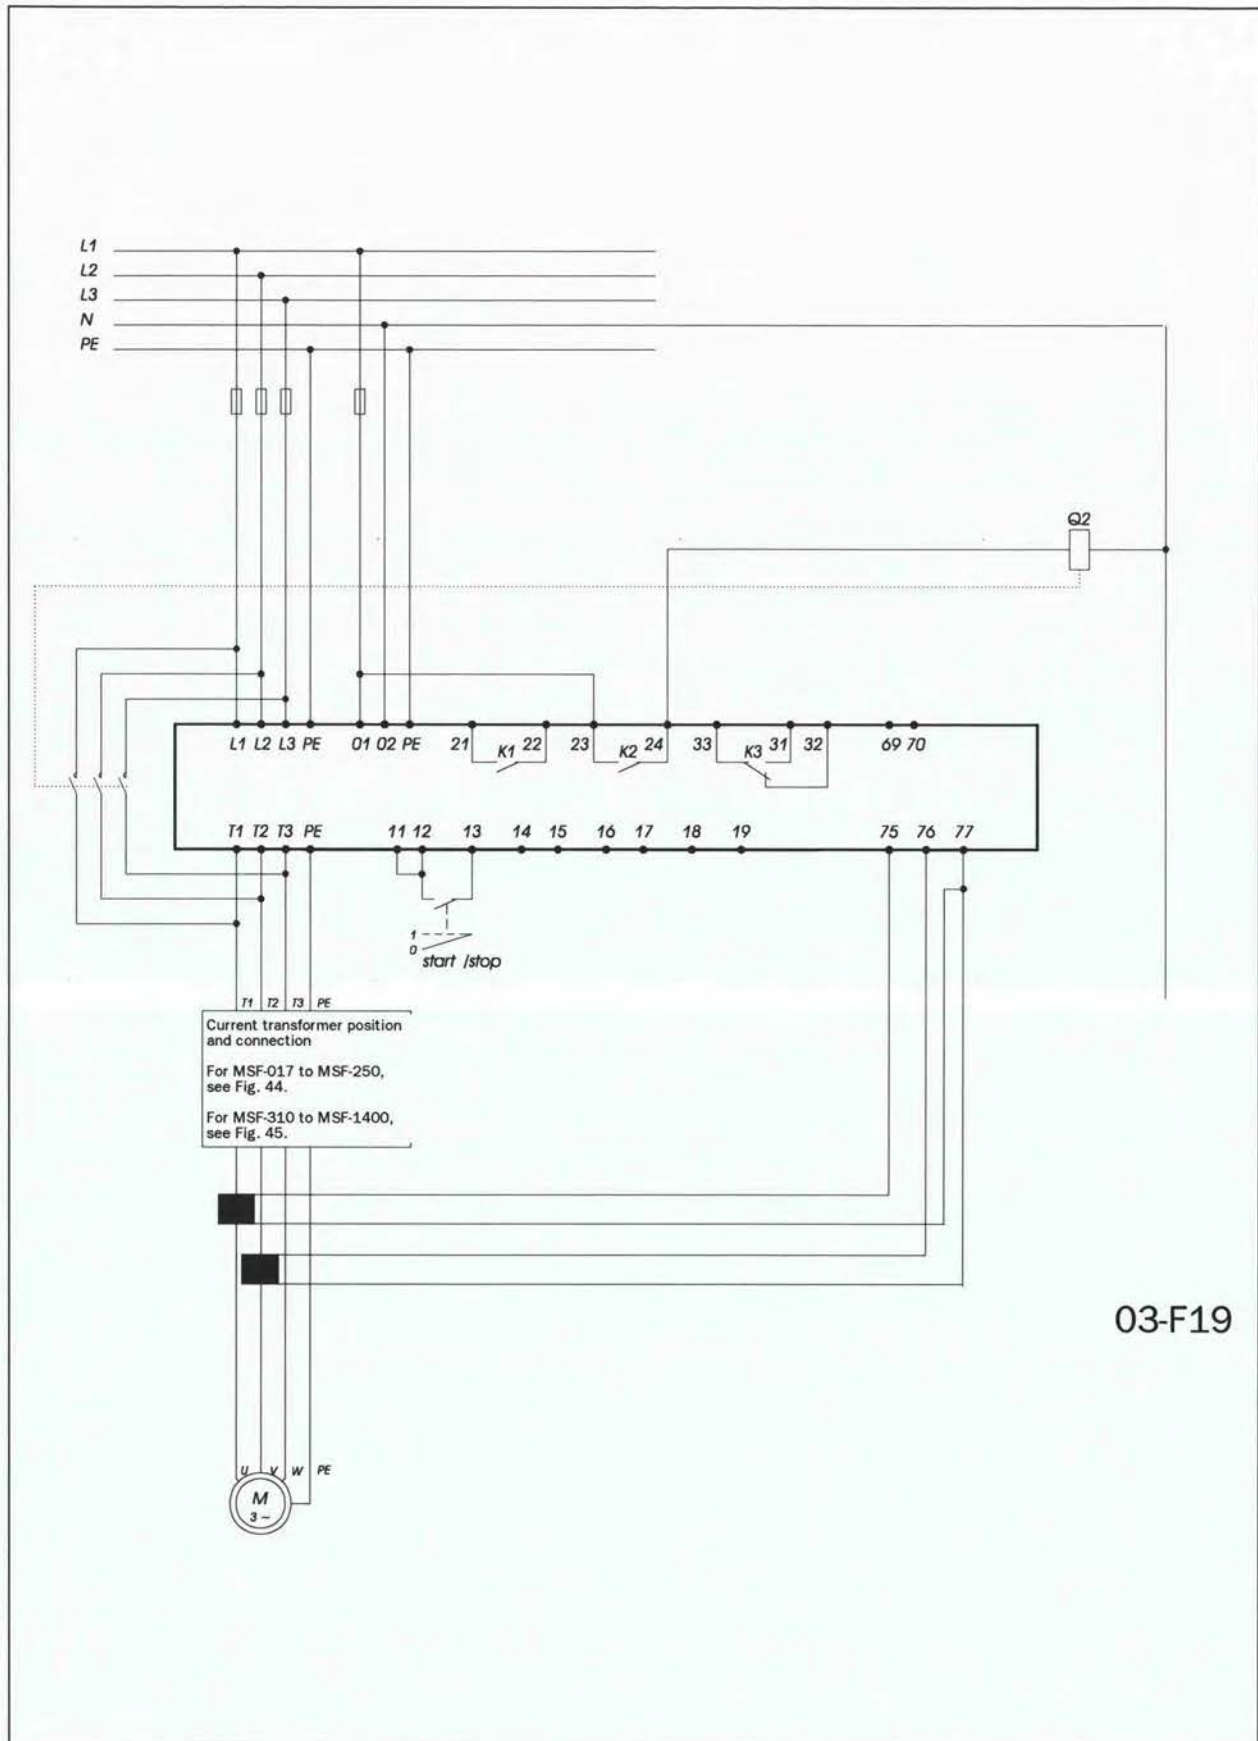 L1
L2
L3
N
PE
Q2
L1 L2 L3 PE 01 02 PE 21 K1 22 23 K2 24 33 K3 31 32 69 70
T1 T2 T3 PE 11 12 13 14 15 16 17 18 19 75 76 77
1
0
start /stop
T1 T2 T3 PE
Current transformer position
and connection
For MSF-017 to MSF-250,
see Fig. 44.
For MSF-310 to MSF-1400,
see Fig. 45.
03-F19
U V W PE
M
3 ~